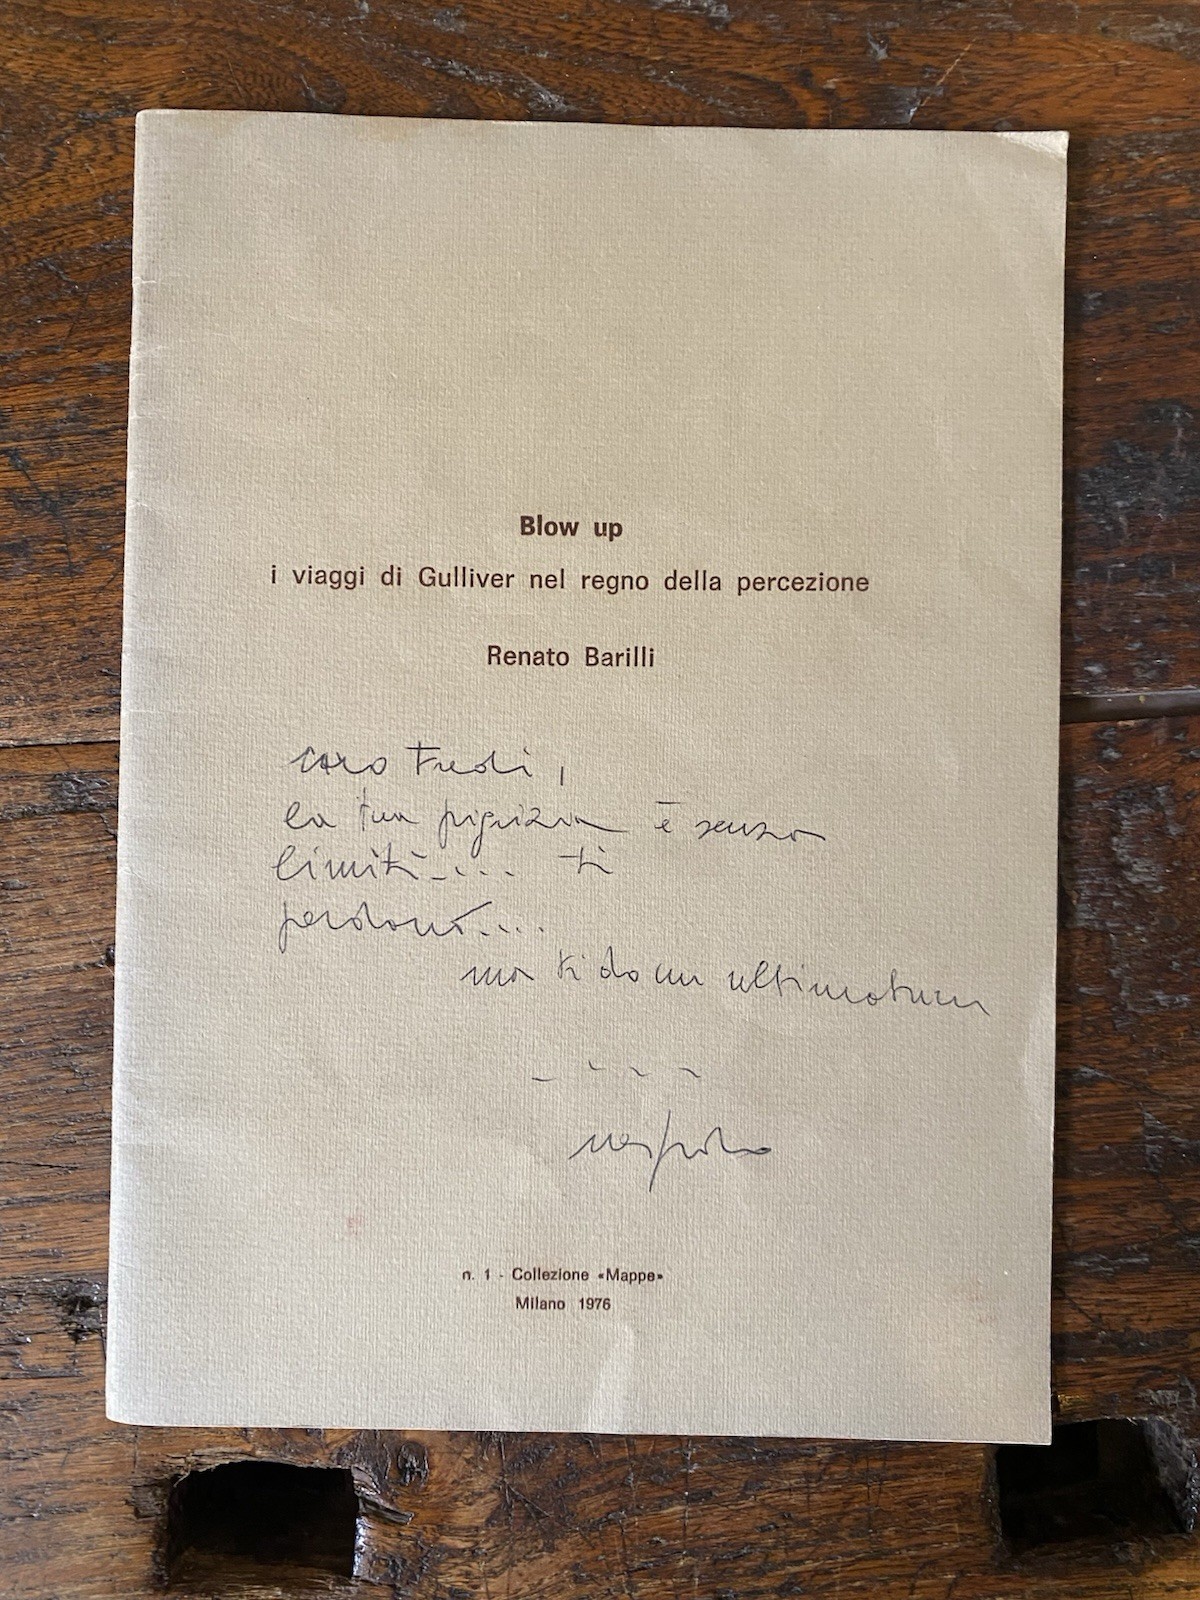 Blow up
i viaggi di Gulliver nel regno della percezione
Renato Barilli
caro Fredi,
la tua pigrizia è senza
limiti.... ti
perdono....
ma ti do un ultimatum
- - - -
nespolo
n. 1 - Collezione «Mappe»
Milano 1976